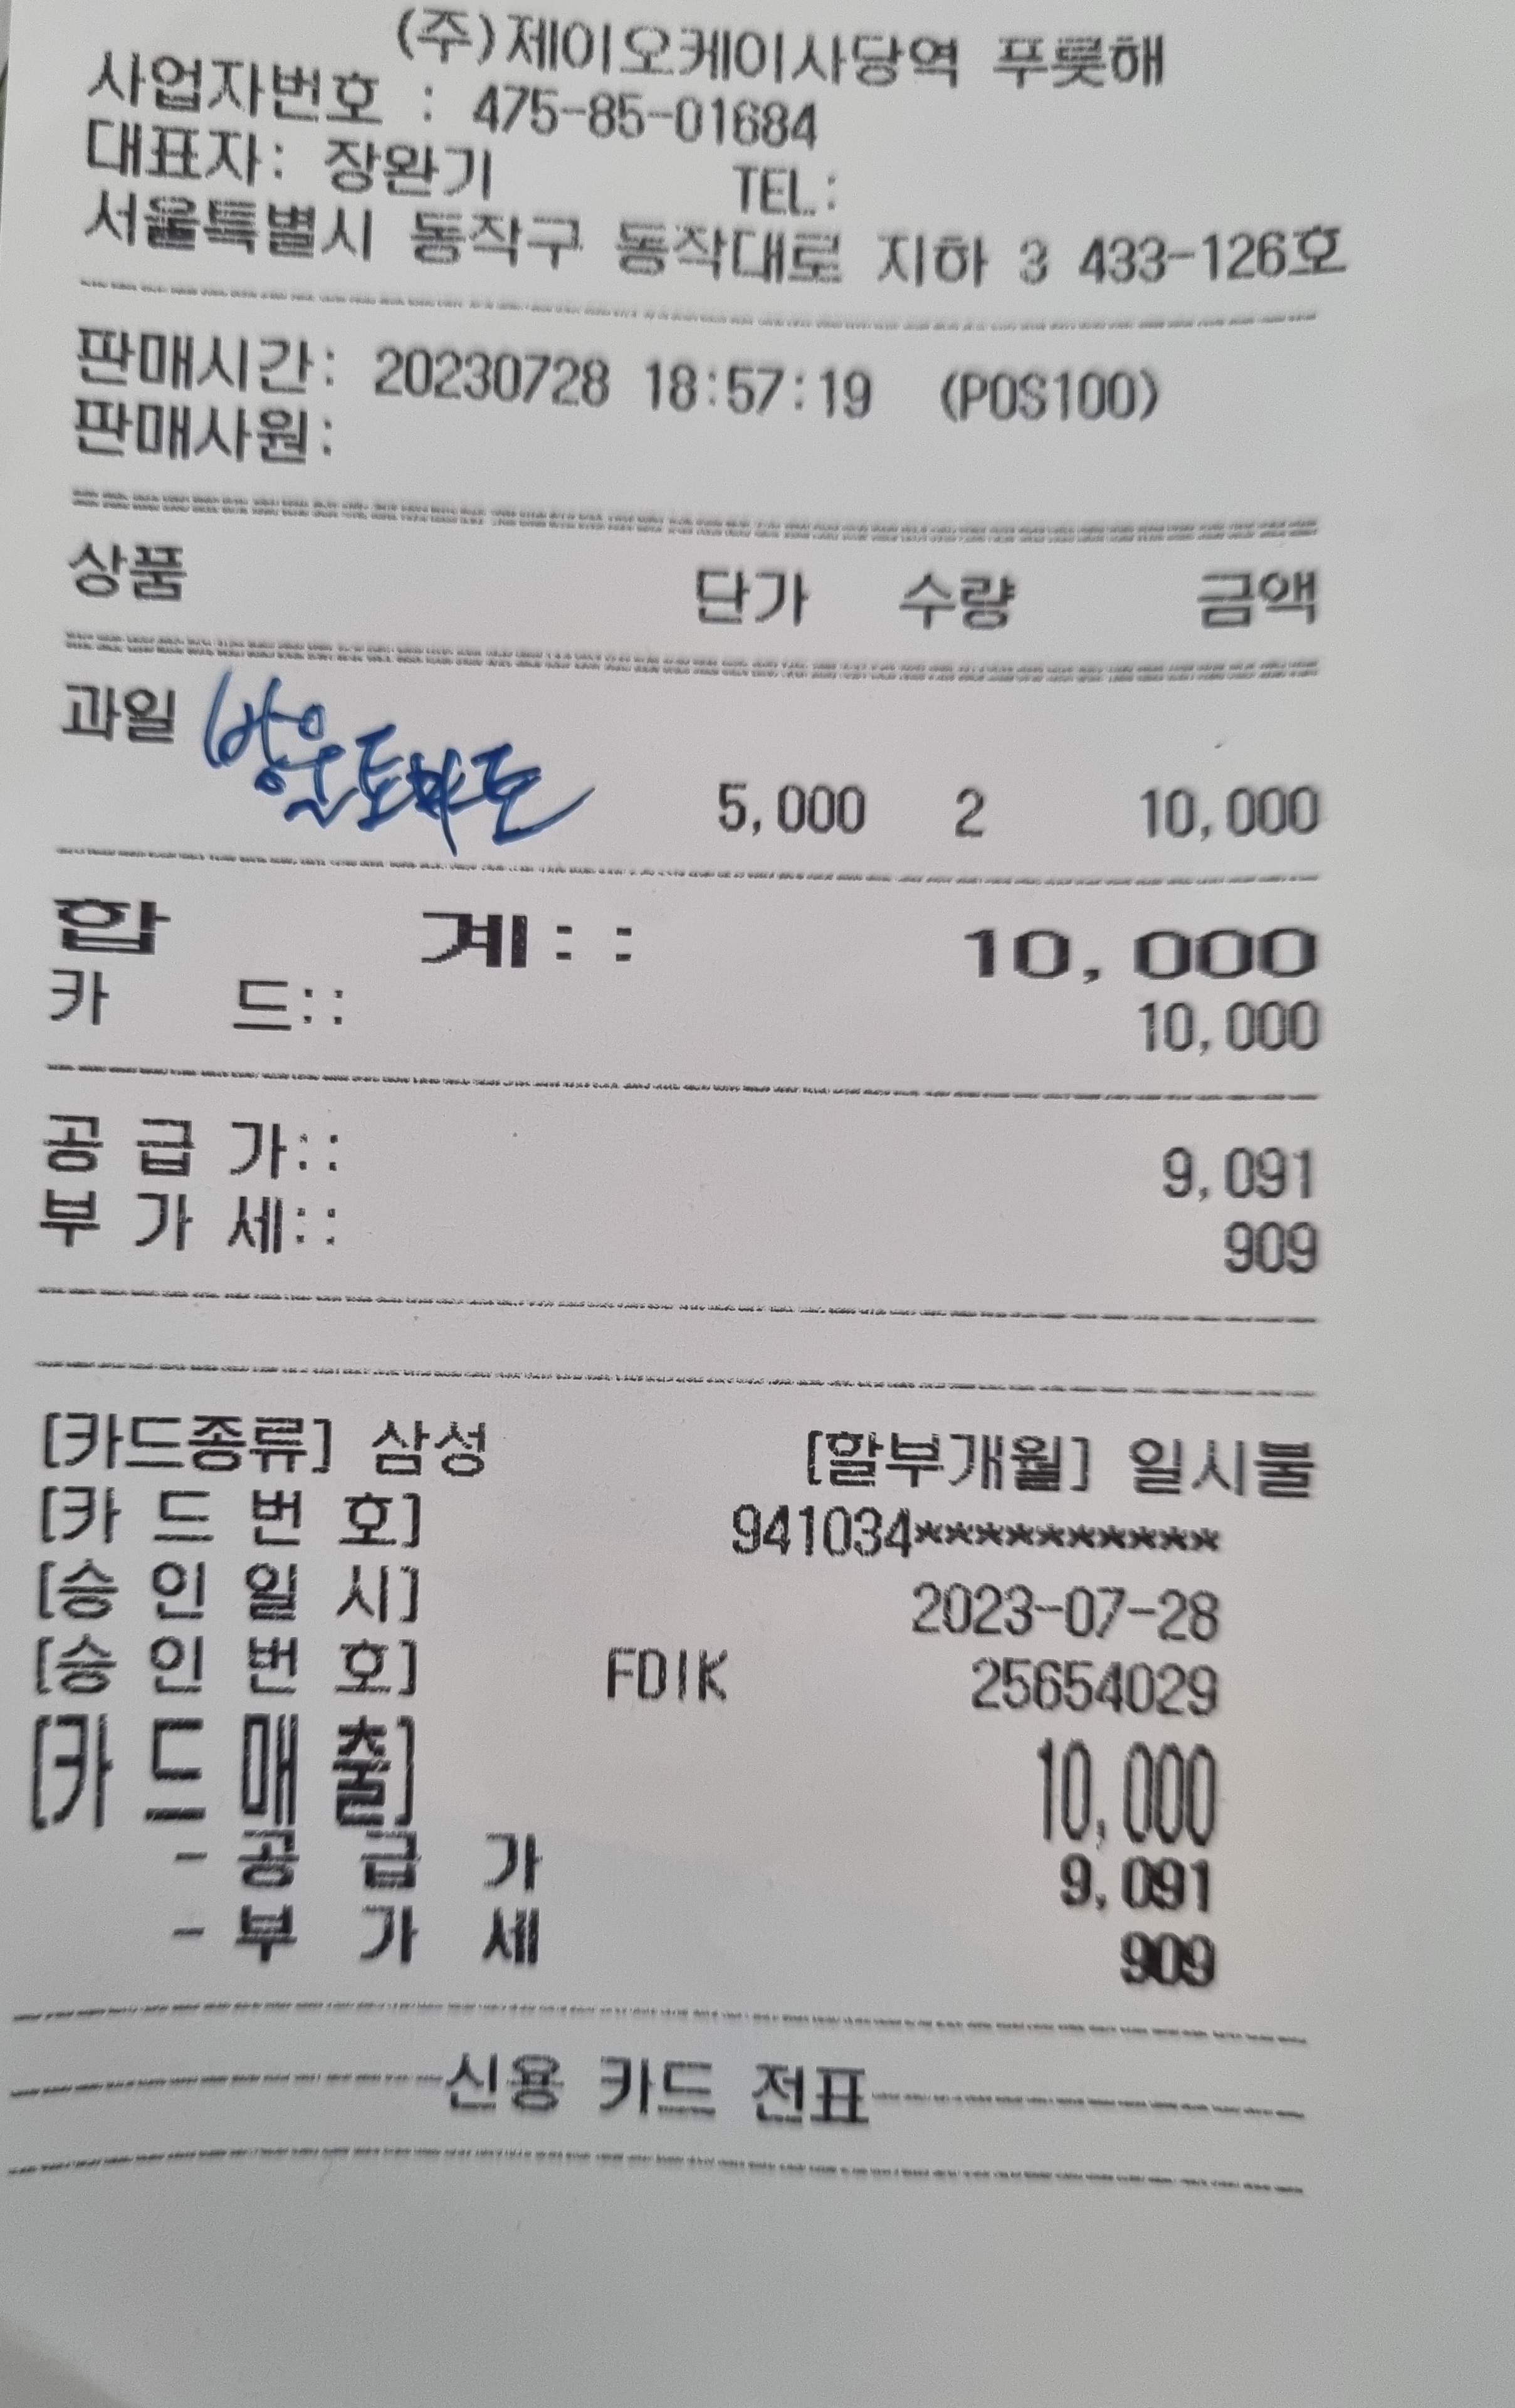 (주)제이오케이사당역 푸룻해
사업자번호 : 475-85-01684
대표자: 장완기 TEL:
서울특별시 동작구 동작대로 지하 3 433-126호
판매시간: 20230728 18:57:19 (POS100)
판매사원:
상품 단가 수량 금액
과일 방울토마토
5,000 2 10,000
합 계:: 10,000
카 드:: 10,000
공 급 가:: 9,091
부 가 세:: 909
[카드종류] 삼성 [할부개월] 일시불
[카 드 번 호] 941034**********
[승 인 일 시] 2023-07-28
[승 인 번 호] FDIK 25654029
[카 드 매 출] 10,000
- 공 급 가 9,091
- 부 가 세 909
신용 카드 전표